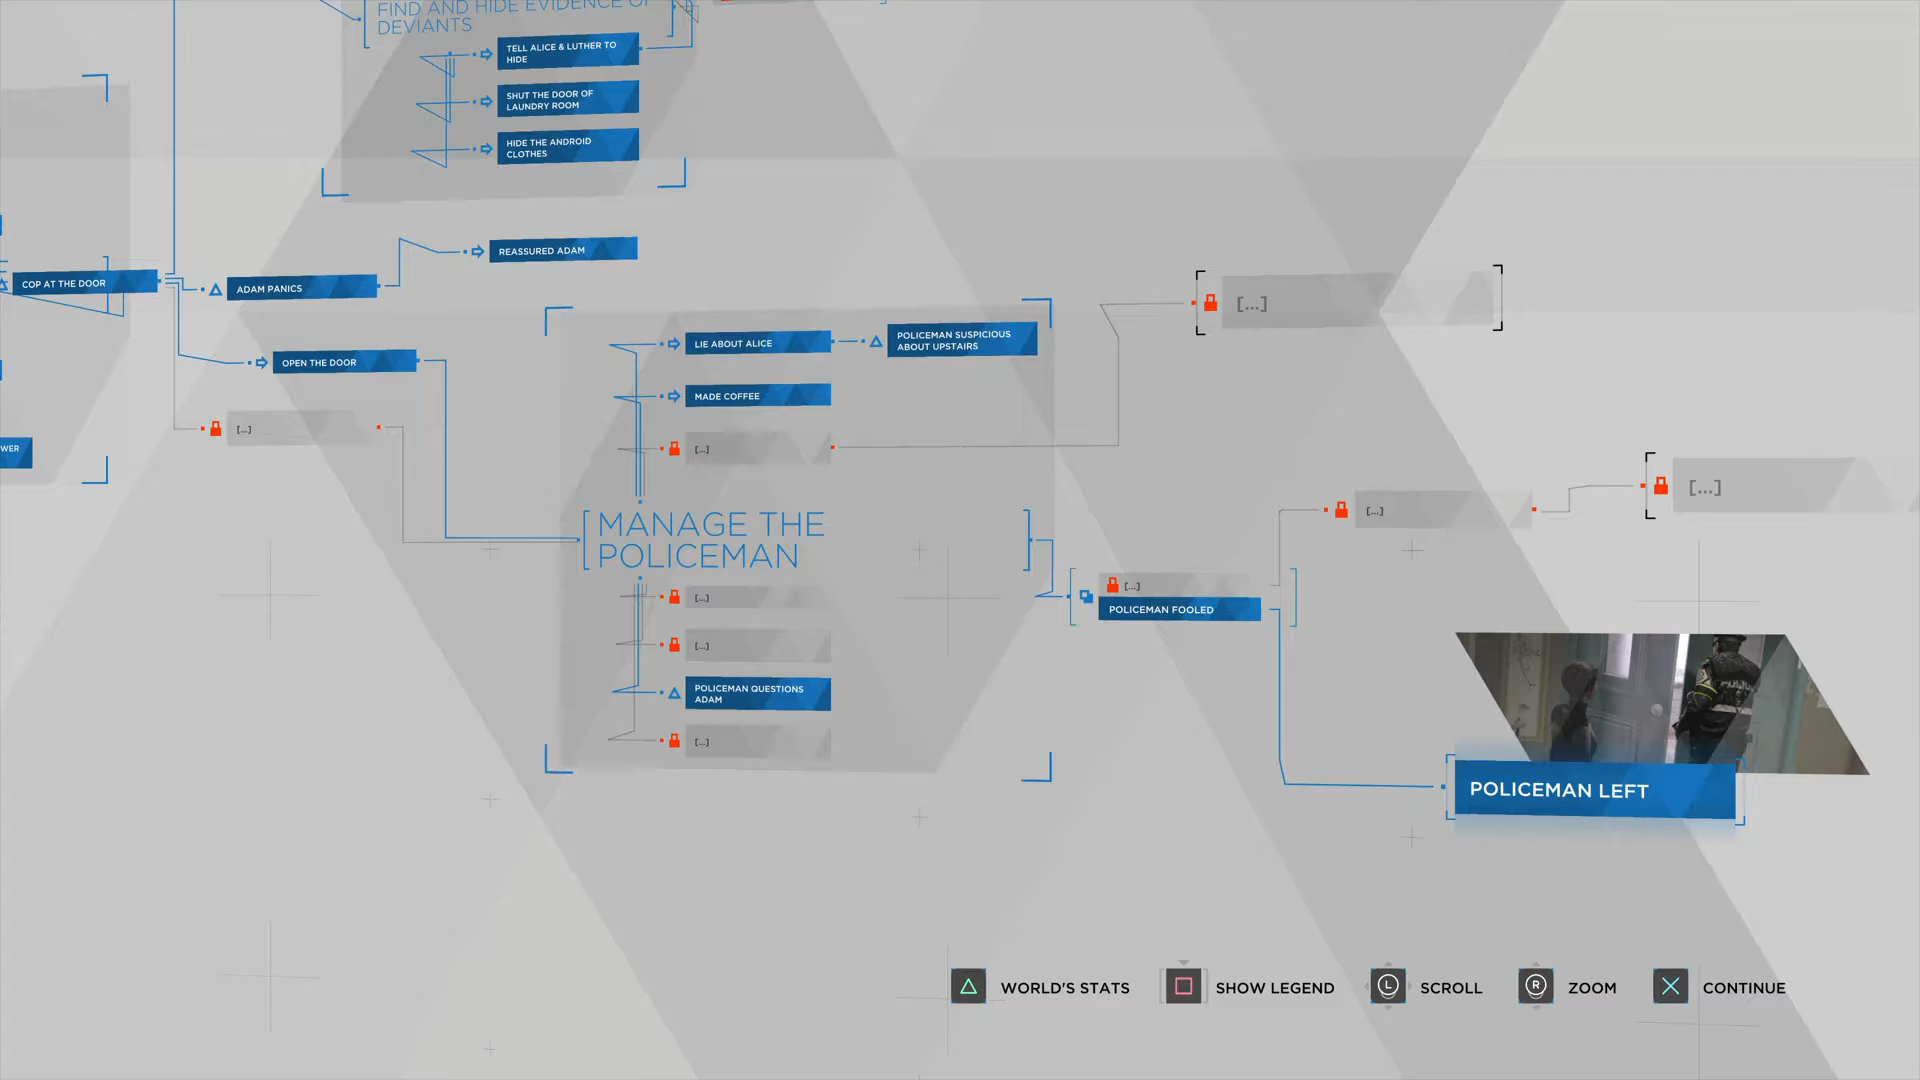 FIND AND HIDE EVIDENCE OF
DEVIANTS
TELL ALICE & LUTHER TO
HIDE
SHUT THE DOOR OF
LAUNDRY ROOM
HIDE THE ANDROID
CLOTHES
REASSURED ADAM
COP AT THE DOOR
ADAM PANICS
[...]
LIE ABOUT ALICE
POLICEMAN SUSPICIOUS
ABOUT UPSTAIRS
OPEN THE DOOR
MADE COFFEE
[...]
[...]
WER
[...]
[...]
MANAGE THE
POLICEMAN
[...]
[...]
POLICEMAN FOOLED
[...]
[...]
POLICEMAN QUESTIONS
ADAM
[...]
POLICEMAN LEFT
WORLD'S STATS
SHOW LEGEND
L
SCROLL
R
ZOOM
CONTINUE